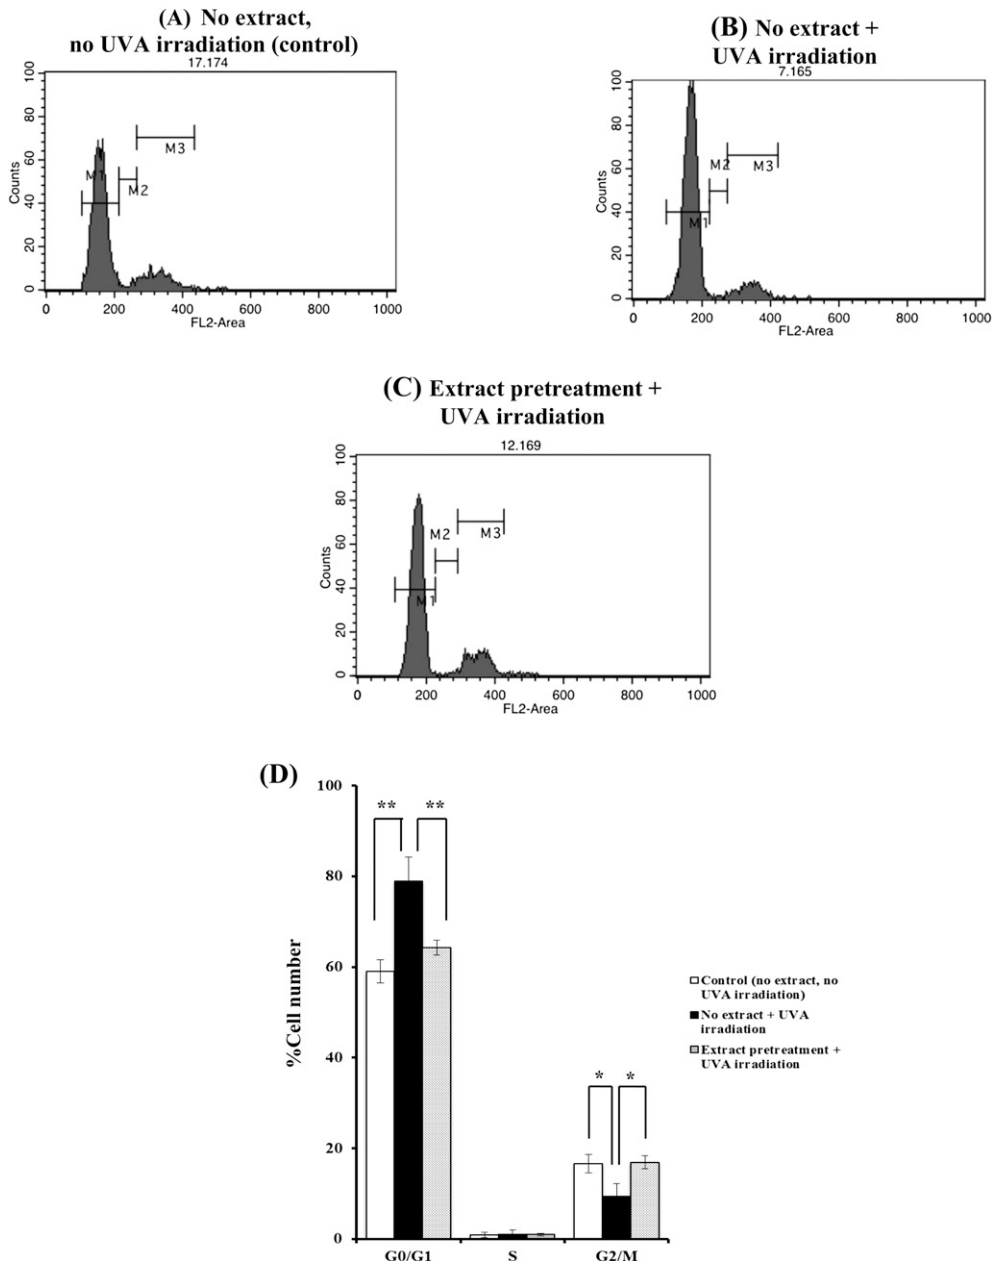 (A) No extract,
no UVA irradiation (control)
17.174
100
80
60
40
20
0
Counts
M1
M2
M3
0 200 400 600 800 1000
FL2-Area
(B) No extract +
UVA irradiation
7.165
100
80
60
40
20
0
Counts
M1
M2
M3
0 200 400 600 800 1000
FL2-Area
(C) Extract pretreatment +
UVA irradiation
12.169
100
80
60
40
20
0
Counts
M1
M2
M3
0 200 400 600 800 1000
FL2-Area
(D)
100
80
60
40
20
0
%Cell number
** **
* *
G0/G1 S G2/M
Control (no extract, no
UVA irradiation)
No extract + UVA
irradiation
Extract pretreatment +
UVA irradiation